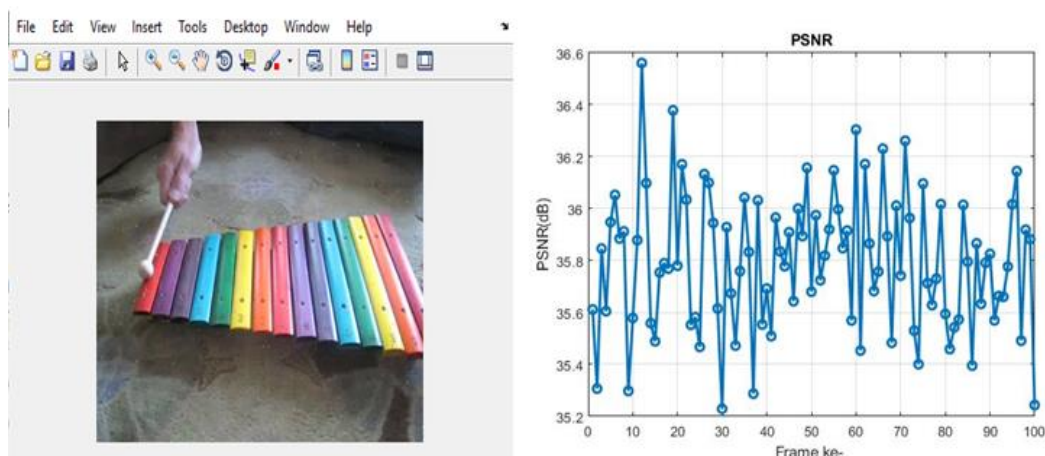 File Edit View Insert Tools Desktop Window Help
PSNR
PSNR(dB)
36.6
36.4
36.2
36
35.8
35.6
35.4
35.2
0 10 20 30 40 50 60 70 80 90 100
Frame ke-